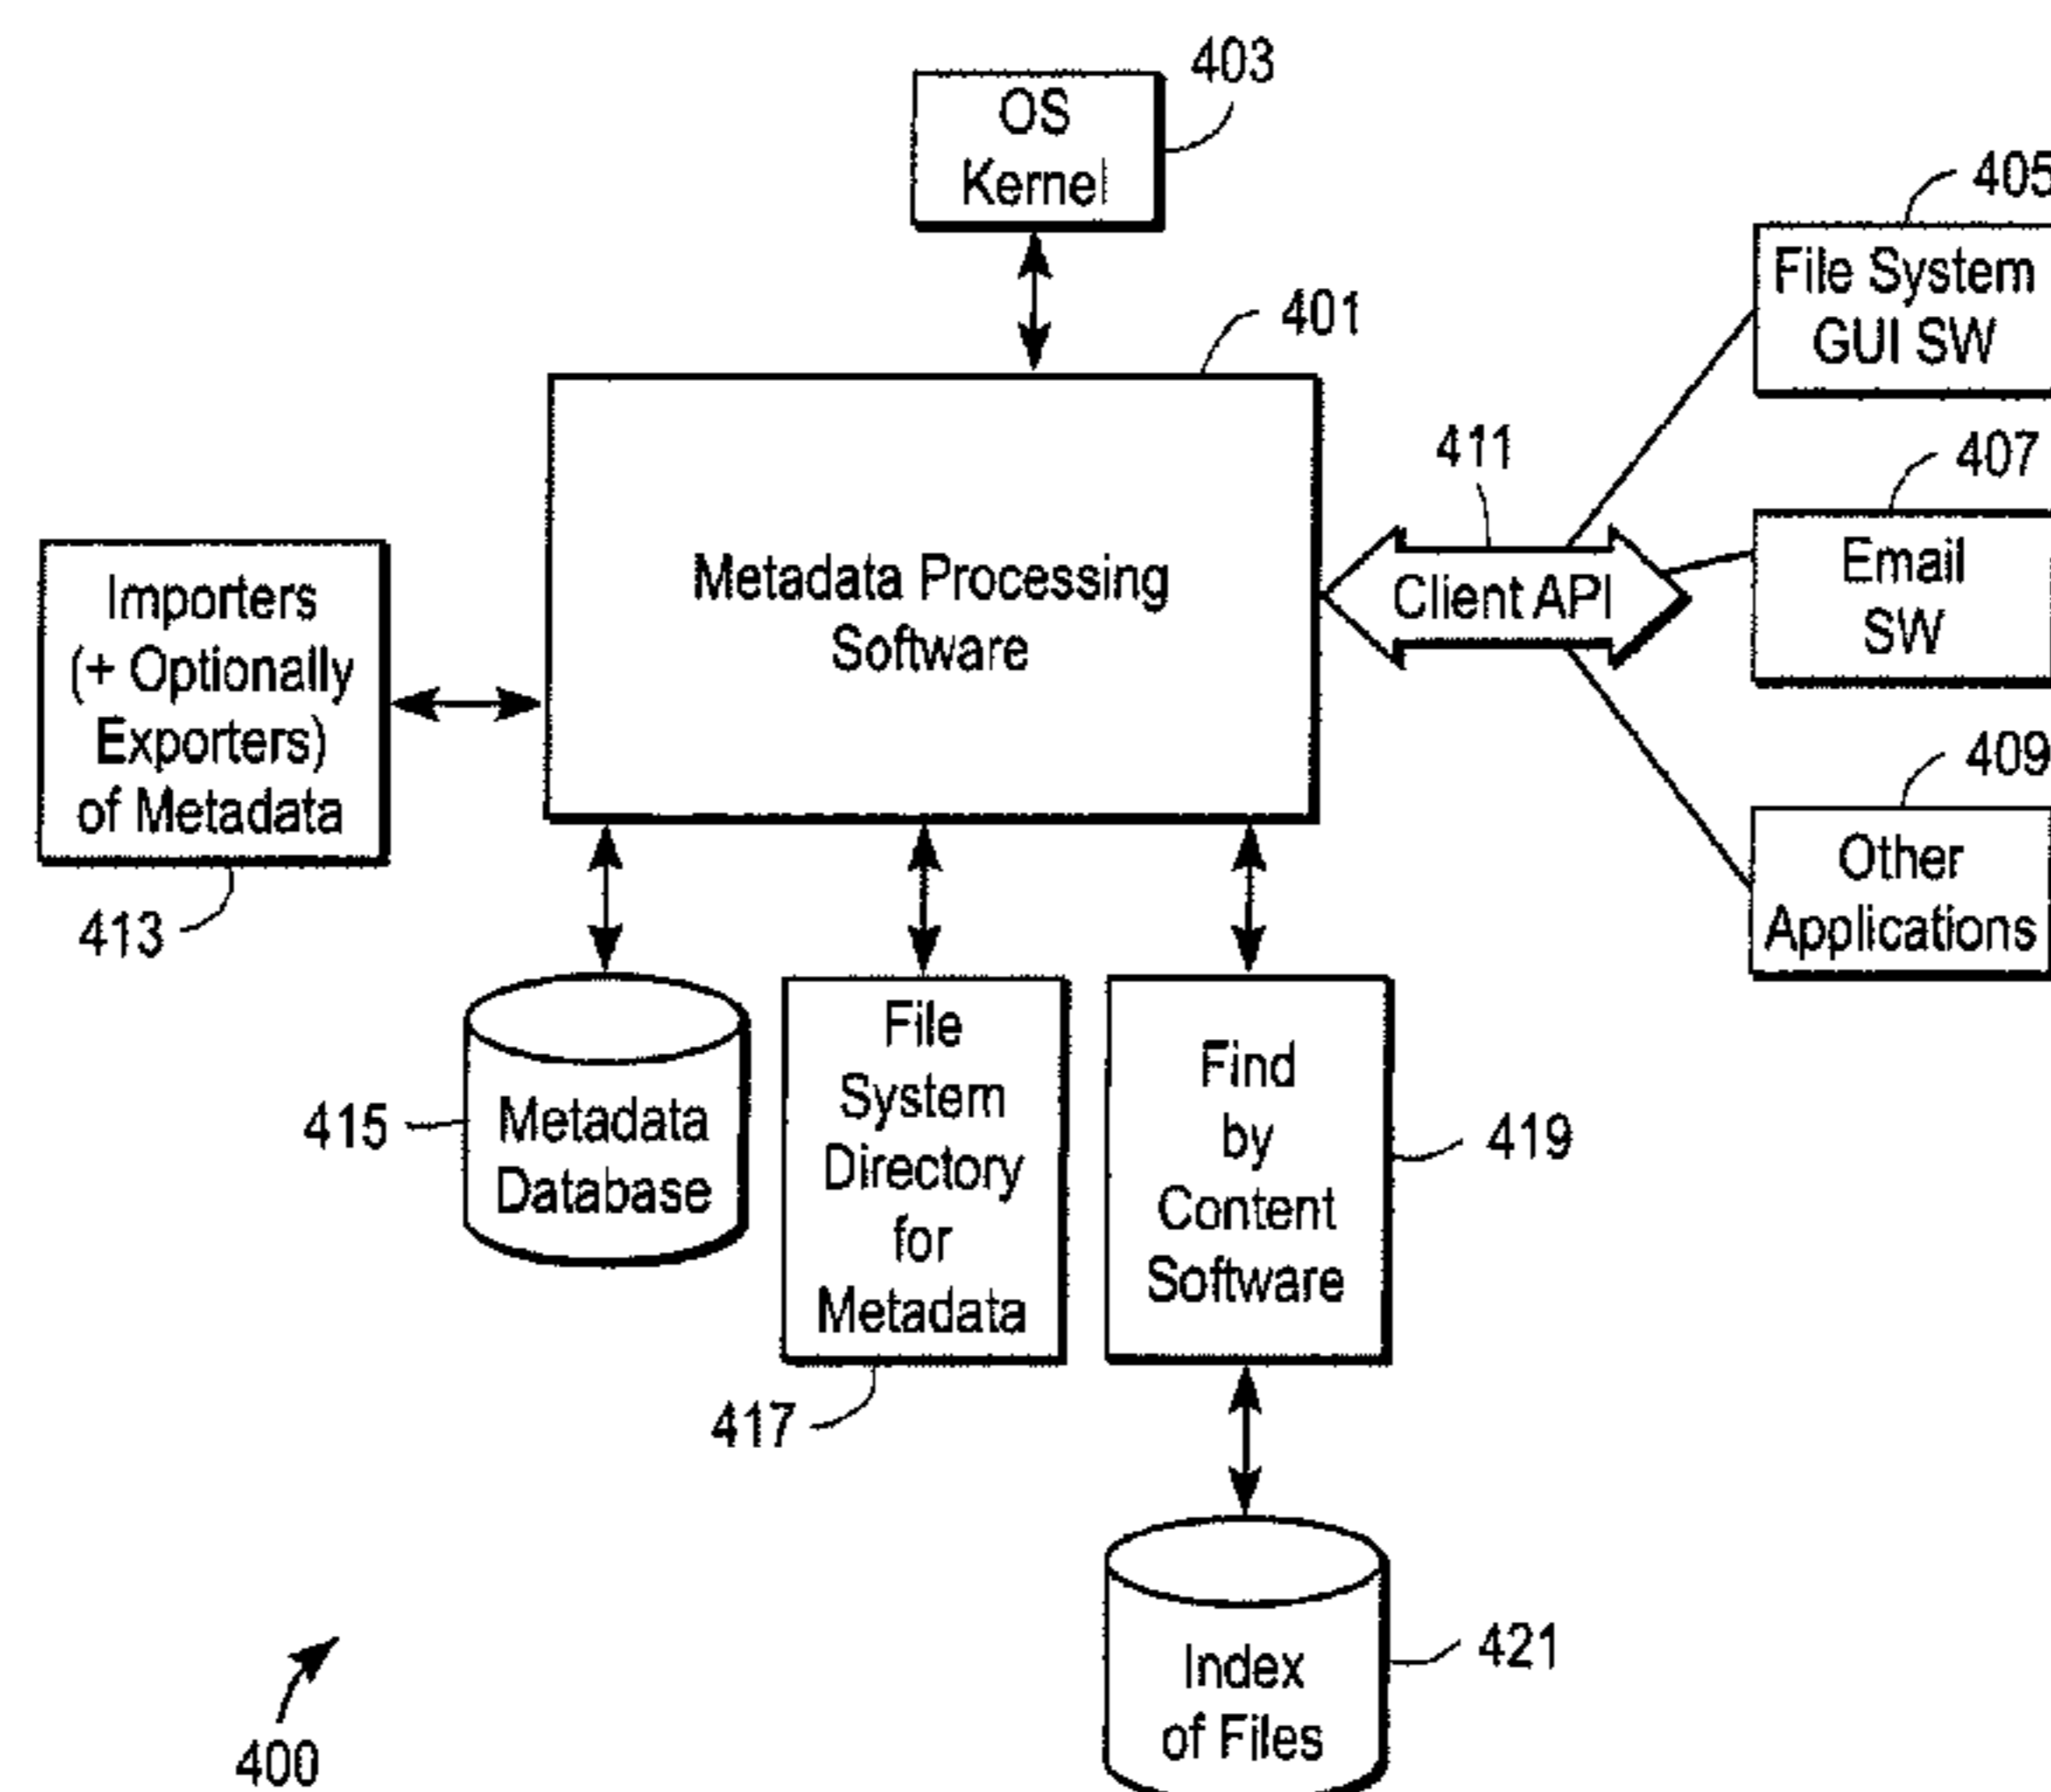 403
OS
Kernel
405
File System
GUI SW
401
411
407
Metadata Processing
Software
Client API
Email
SW
Importers
(+ Optionally
Exporters)
of Metadata
413
409
Other
Applications
415
Metadata
Database
File
System
Directory
for
Metadata
417
Find
by
Content
Software
419
421
Index
of Files
400